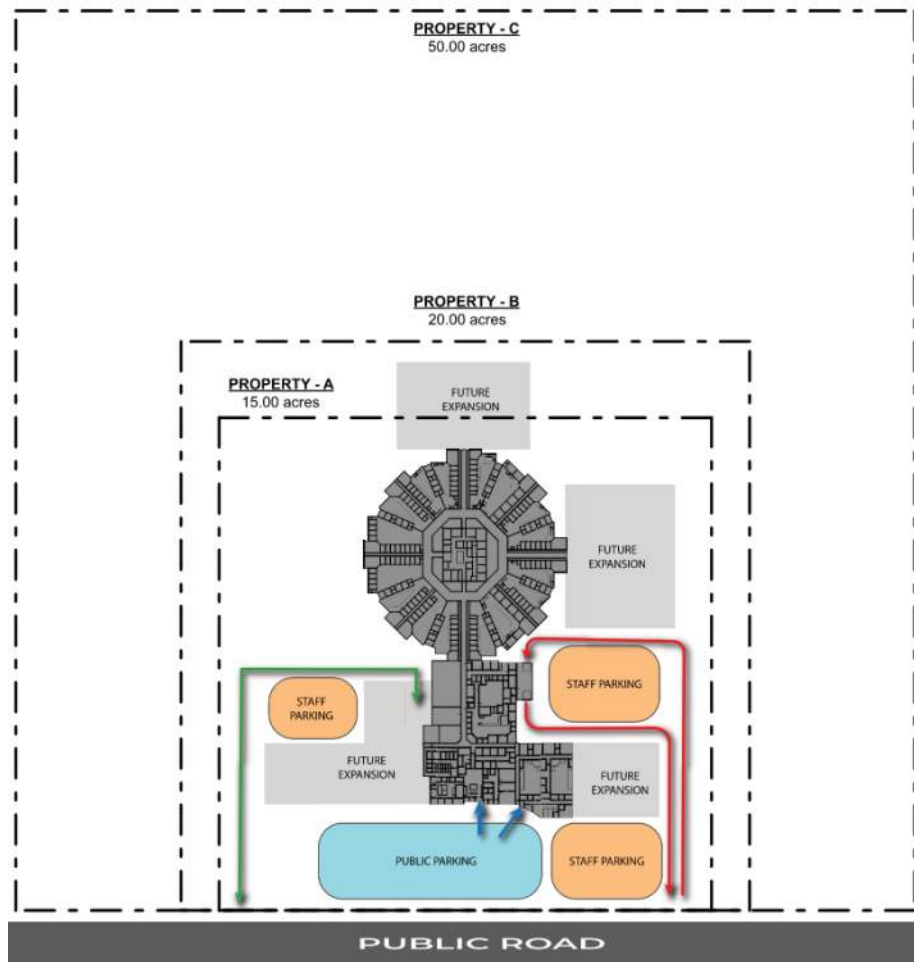 PROPERTY - C
50.00 acres
PROPERTY - B
20.00 acres
PROPERTY - A
15.00 acres
FUTURE
EXPANSION
FUTURE
EXPANSION
STAFF PARKING
STAFF
PARKING
FUTURE
EXPANSION
FUTURE
EXPANSION
PUBLIC PARKING
STAFF PARKING
PUBLIC ROAD